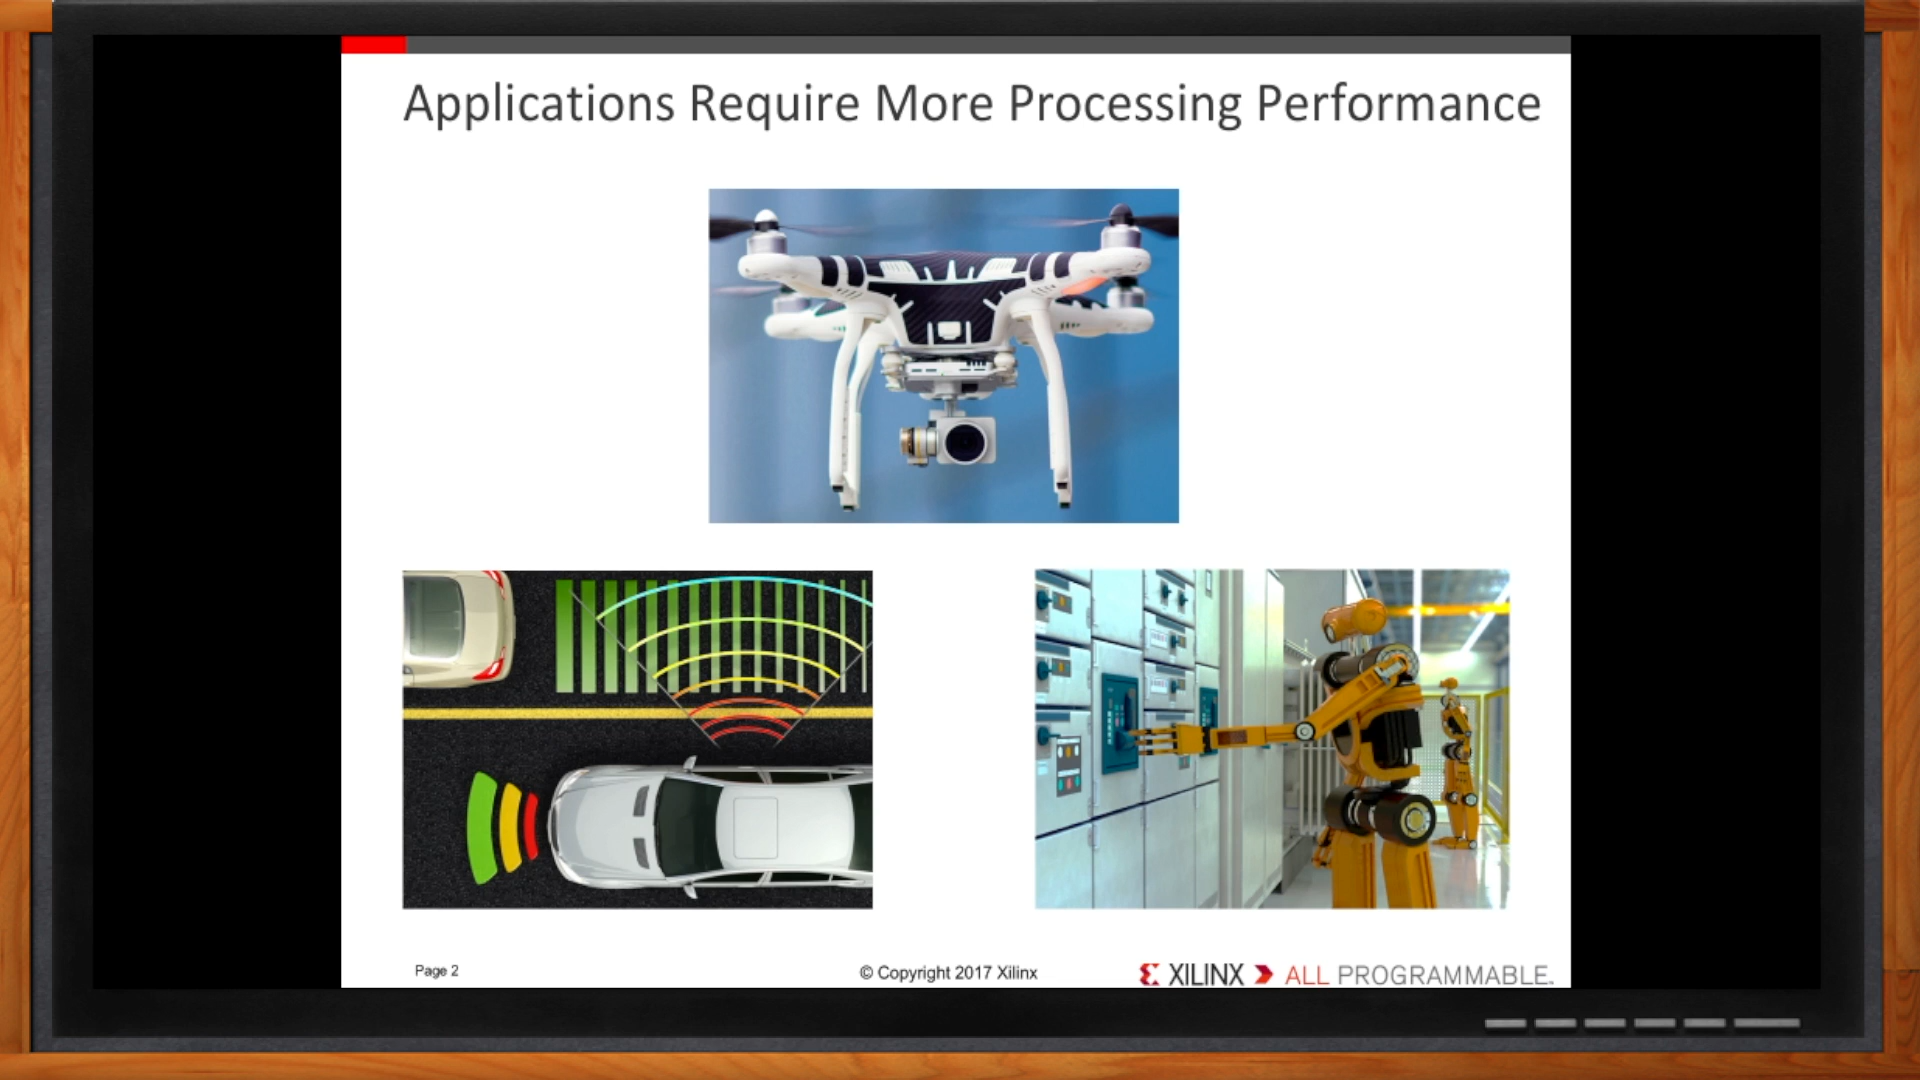 Applications Require More Processing Performance
Page 2
© Copyright 2017 Xilinx
XILINX ALL PROGRAMMABLE